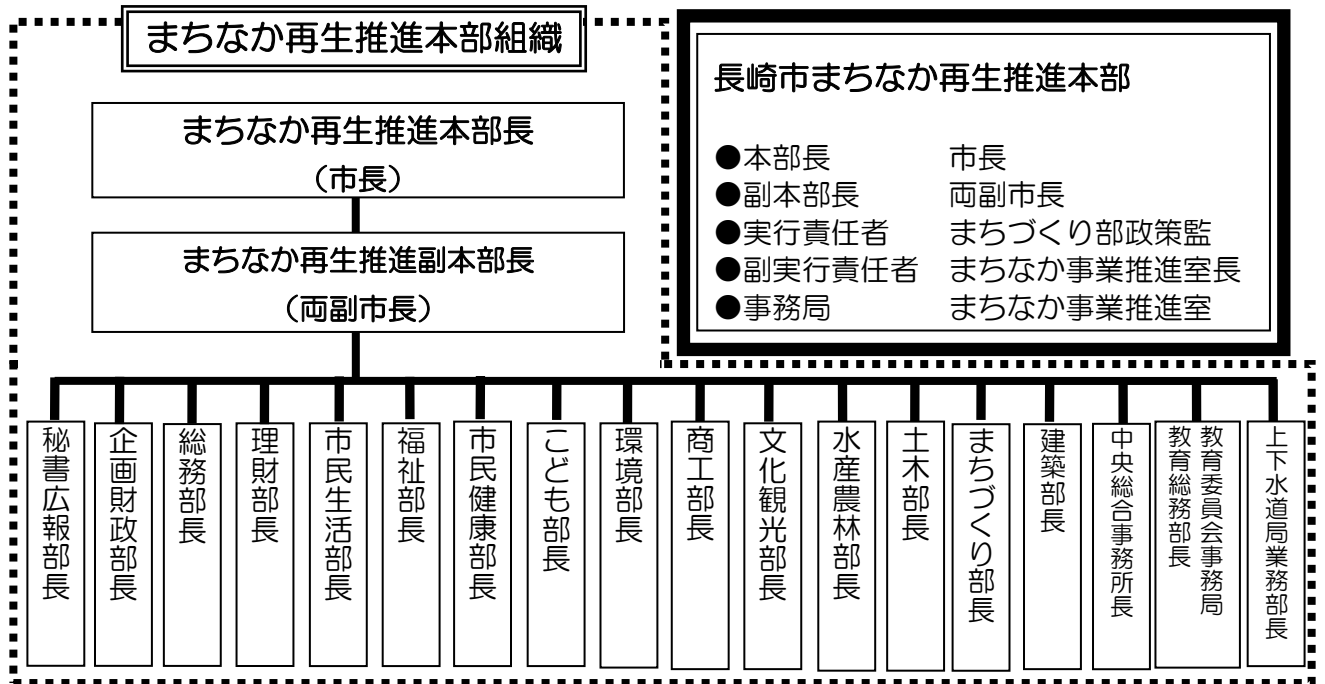 まちなか再生推進本部組織
まちなか再生推進本部長
（市長）
まちなか再生推進副本部長
（両副市長）
長崎市まちなか再生推進本部
●本部長 市長
●副本部長 両副市長
●実行責任者 まちづくり部政策監
●副実行責任者 まちなか事業推進室長
●事務局 まちなか事業推進室
秘書広報部長
企画財政部長
総務部長
理財部長
市民生活部長
福祉部長
市民健康部長
こども部長
環境部長
商工部長
文化観光部長
水産農林部長
土木部長
まちづくり部長
建築部長
中央総合事務所長
教育委員会事務局
教育総務部長
上下水道局業務部長